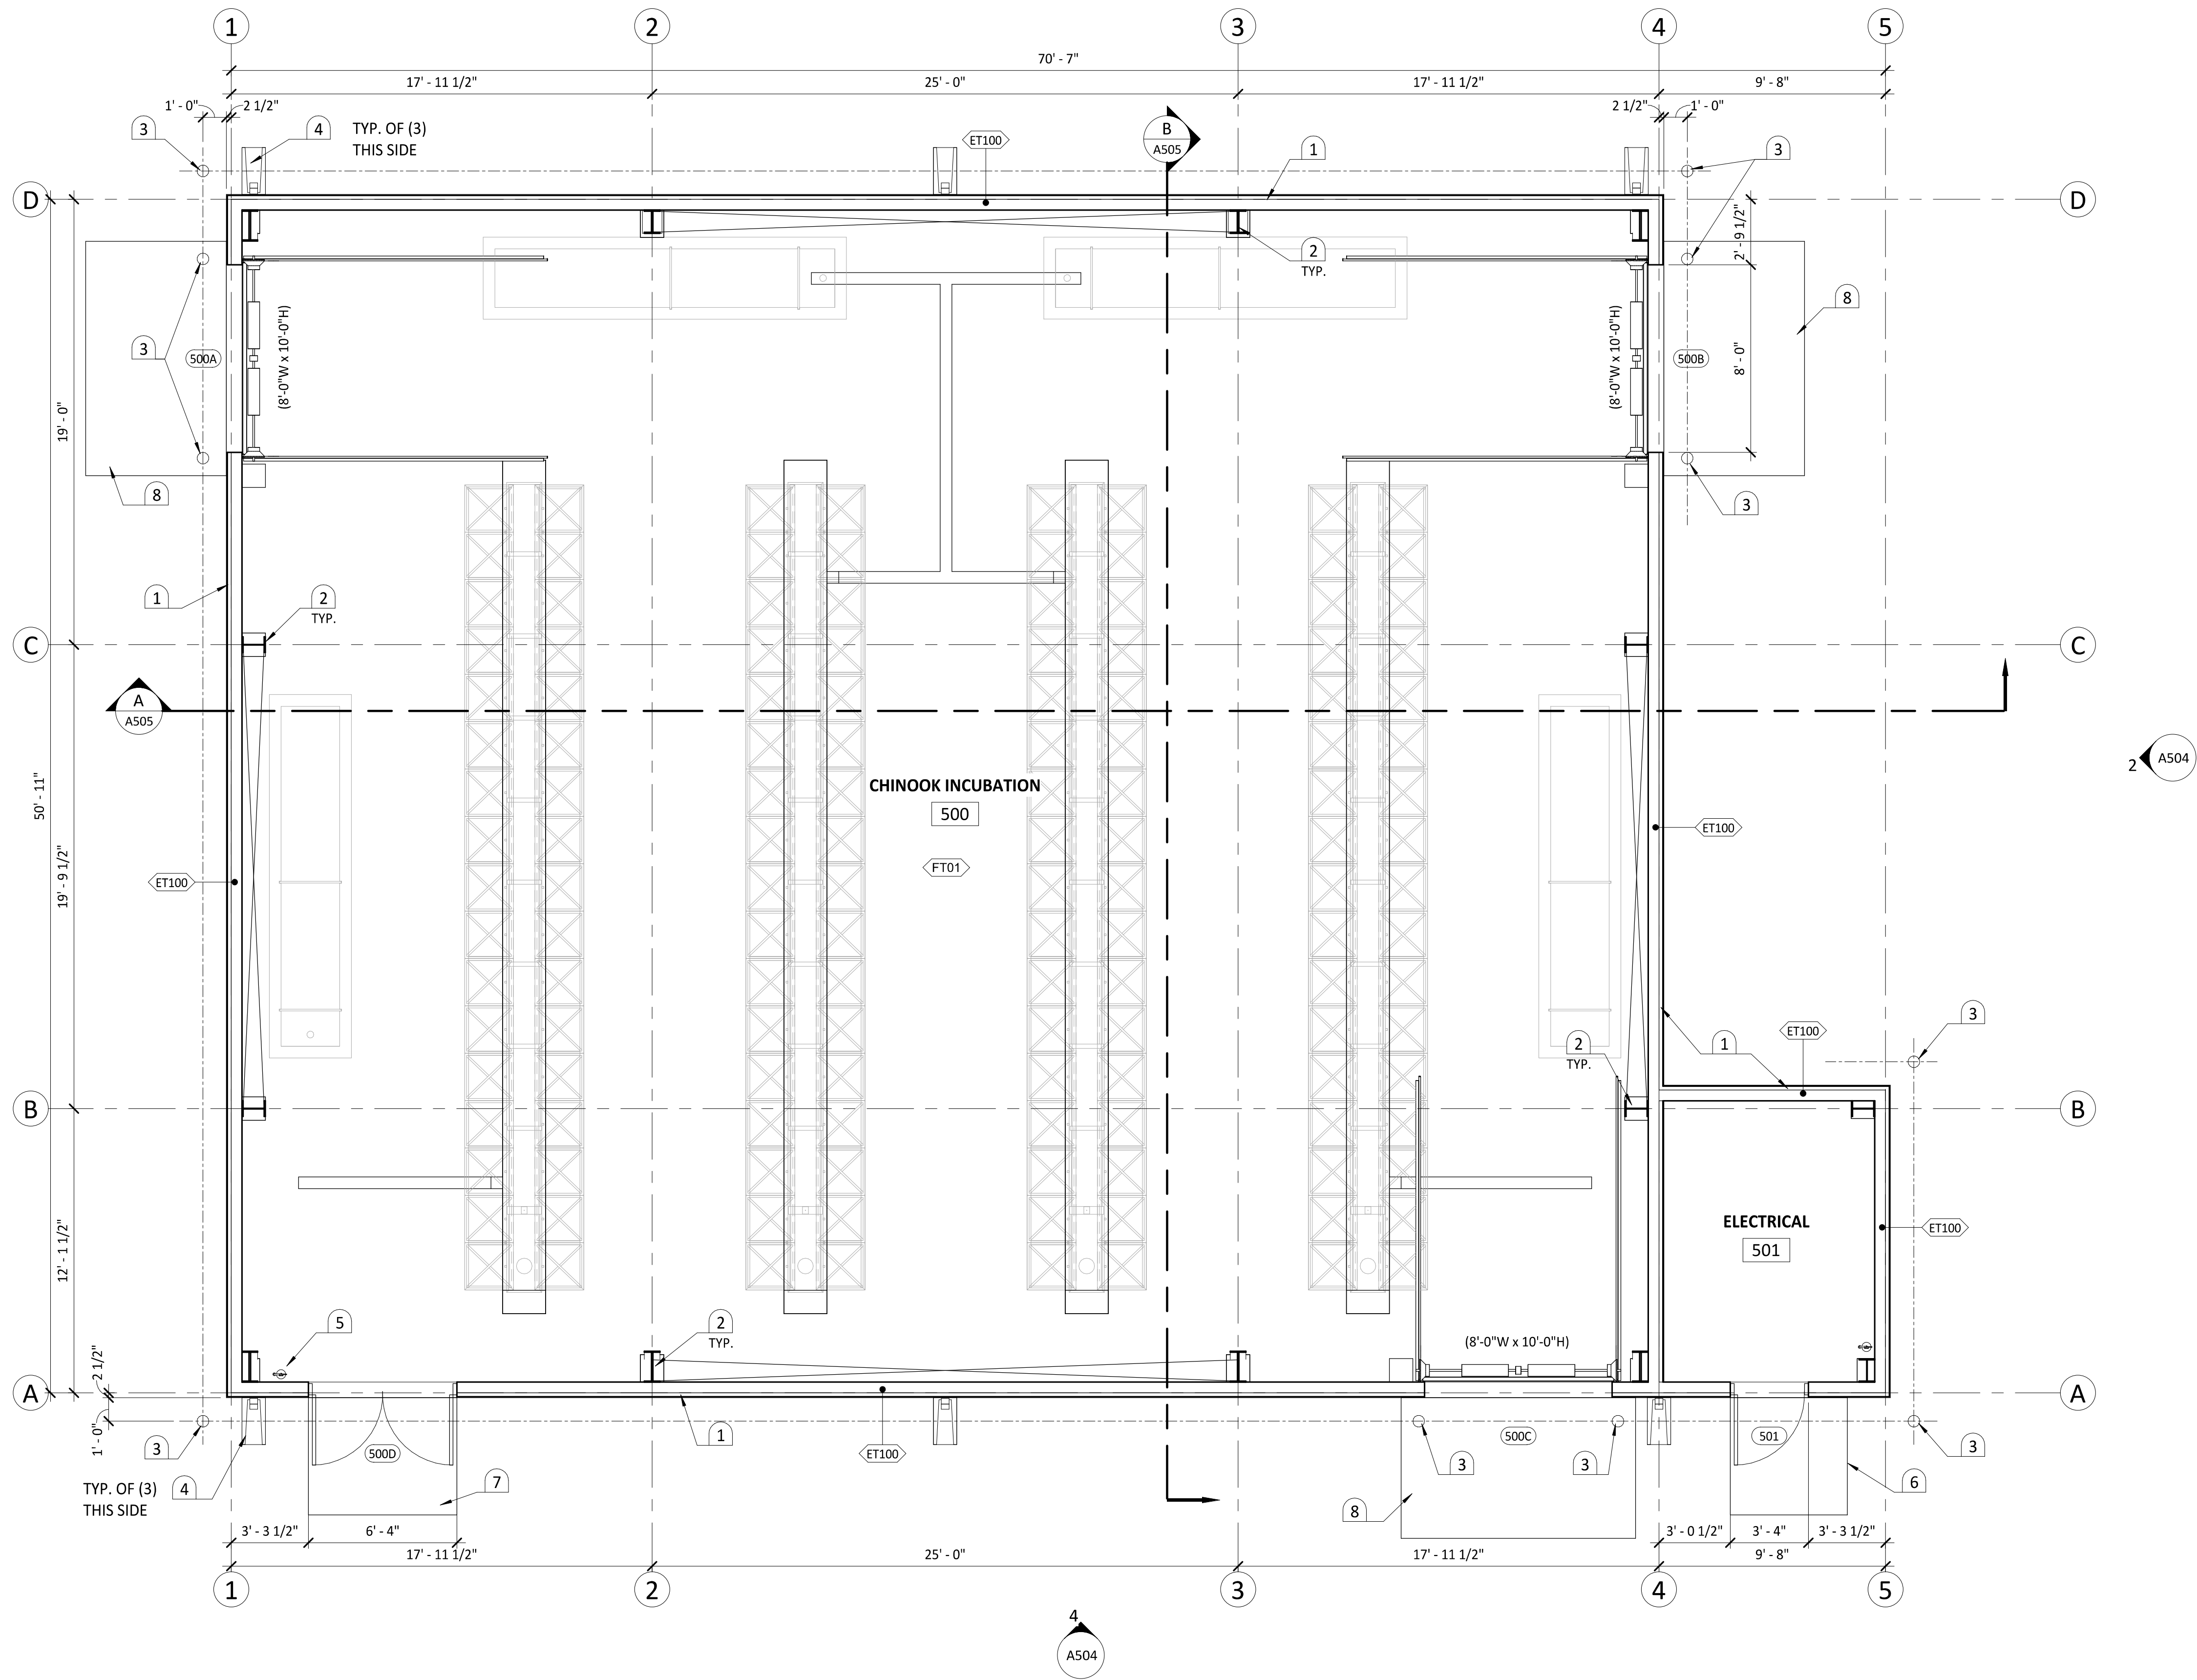 1 2 3 4 5
70' - 7"
17' - 11 1/2" 25' - 0" 17' - 11 1/2" 9' - 8"
1' - 0" 2 1/2" 2 1/2" 1' - 0"
3 4 TYP. OF (3)
THIS SIDE
ET100
B
A505
1
3
D D
2' - 9 1/2"
2
TYP.
8
3
500A
(8'-0"W x 10'-0"H)
(8'-0"W x 10'-0"H)
500B
8' - 0"
19' - 0"
8
3
1
2
TYP.
C C
A
A505
2 A504
50' - 11"
CHINOOK INCUBATION
500
FT01
ET100
19' - 9 1/2"
ET100
3
ET100
1
2
TYP.
B B
12' - 1 1/2"
ELECTRICAL
501
ET100
5
2
TYP.
(8'-0"W x 10'-0"H)
2 1/2"
A A
1' - 0"
3
500D
1
ET100
500C
501
3
3
3
TYP. OF (3)
THIS SIDE
4
7
8
6
3' - 3 1/2" 6' - 4" 3' - 0 1/2" 3' - 4" 3' - 3 1/2"
17' - 11 1/2" 25' - 0" 17' - 11 1/2" 9' - 8"
1 2 3 4 5
4
A504